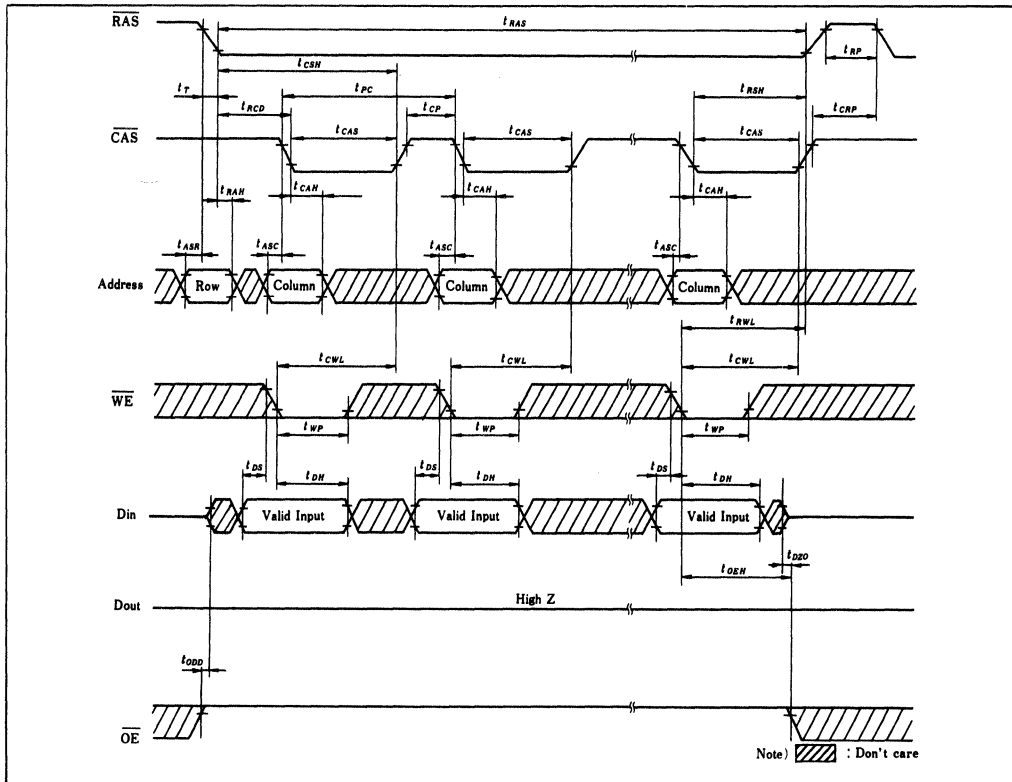 RAS
tRAS
tRP
tCSH
tT
tPC
tRSH
tRCD
tCP
tCRP
CAS
tCAS
tCAS
tCAS
tRAH
tCAH
tCAH
tCAH
tASR
tASC
tASC
tASC
Address
Row
Column
Column
Column
tRWL
tCWL
tCWL
tCWL
WE
tWP
tWP
tWP
tDS
tDS
tDS
tDH
tDH
tDH
Din
Valid Input
Valid Input
Valid Input
tDZO
tOEH
Dout
High Z
tODD
OE
Note) : Don't care